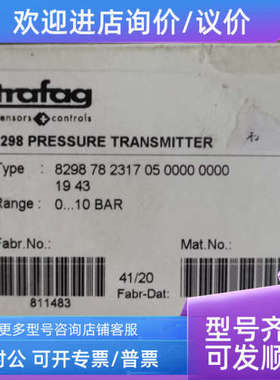 欢迎进店询价/议价
trafag
sensors + controls
8298 PRESSURE TRANSMITTER
Type : 8298 78 2317 05 0000 0000
19 43
Range : 0...10 BAR
Fabr.No.:
Mat.No.:
811483
41/20
Fabr-Dat:
更多型号咨询店铺客服
对公 可开专票/普票
型号齐
可发顺